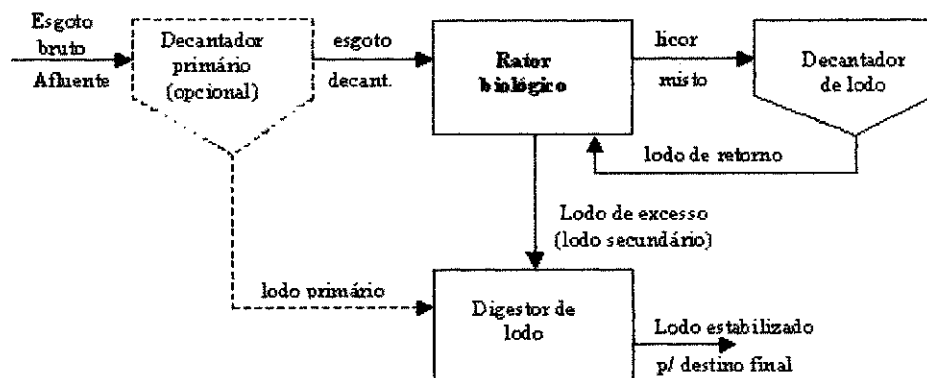 Esgoto
bruto
Afluente
Decantador
primário
(opcional)
esgoto
decant.
Rator
biológico
licor
misto
Decantador
de lodo
lodo de retorno
Lodo de excesso
(lodo secundário)
lodo primário
Digestor de
lodo
Lodo estabilizado
p/ destino final